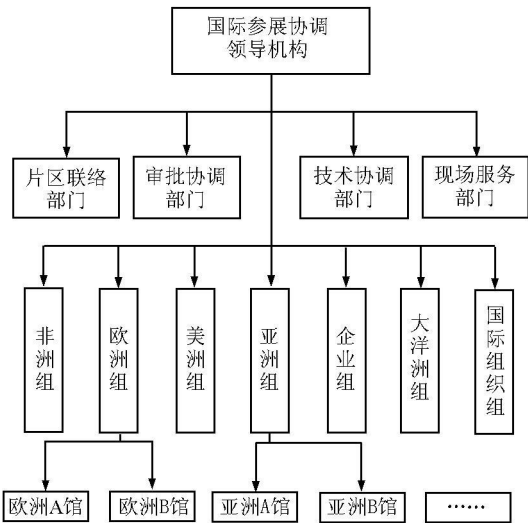 国际参展协调
领导机构
片区联络
部门
审批协调
部门
技术协调
部门
现场服务
部门
非洲组
欧洲组
美洲组
亚洲组
企业组
大洋洲组
国际组织组
欧洲A馆
欧洲B馆
亚洲A馆
亚洲B馆
……